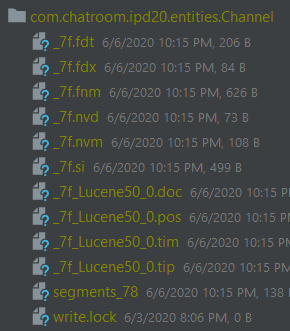 com.chatroom.ipd20.entities.Channel
_7f.fdt 6/6/2020 10:15 PM, 206 B
_7f.fdx 6/6/2020 10:15 PM, 84 B
_7f.fnm 6/6/2020 10:15 PM, 626 B
_7f.nvd 6/6/2020 10:15 PM, 73 B
_7f.nvm 6/6/2020 10:15 PM, 108 B
_7f.si 6/6/2020 10:15 PM, 499 B
_7f_Lucene50_0.doc 6/6/2020 10:15 PM
_7f_Lucene50_0.pos 6/6/2020 10:15 PM
_7f_Lucene50_0.tim 6/6/2020 10:15 PM,
_7f_Lucene50_0.tip 6/6/2020 10:15 PM,
segments_78 6/6/2020 10:15 PM, 138
write.lock 6/3/2020 8:06 PM, 0 B